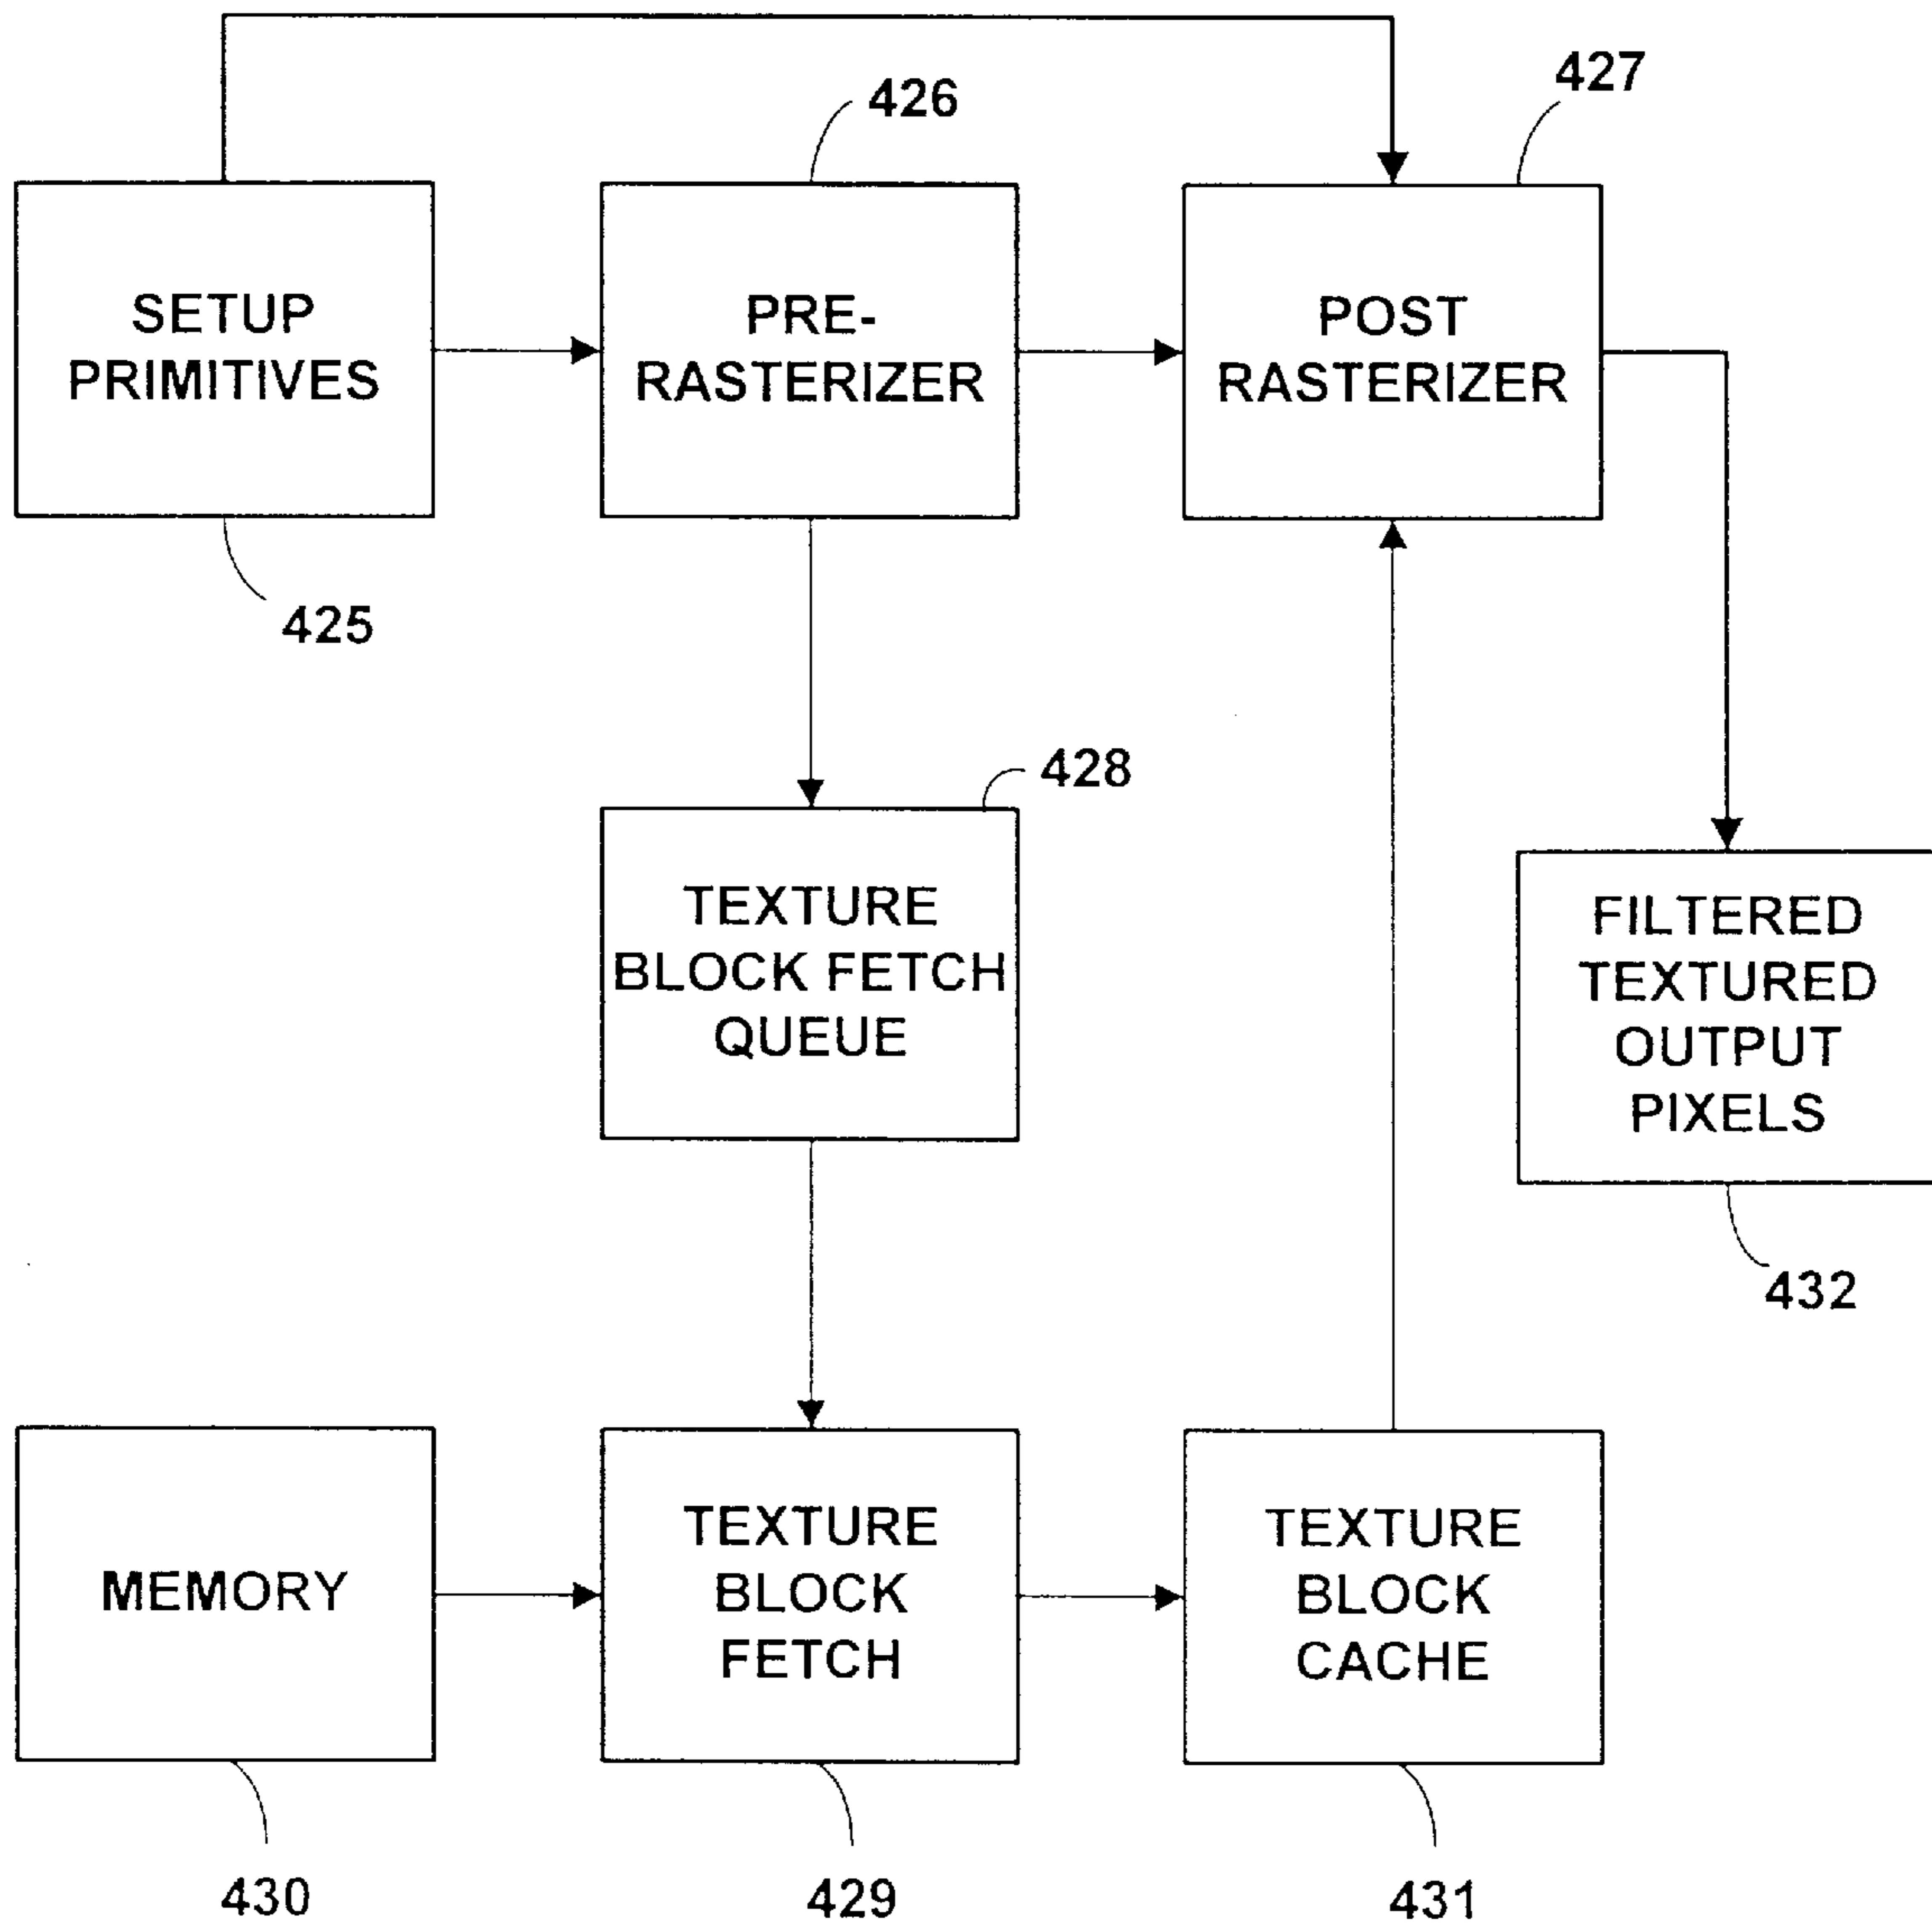 426
427
SETUP
PRIMITIVES
PRE-
RASTERIZER
POST
RASTERIZER
425
428
TEXTURE
BLOCK FETCH
QUEUE
FILTERED
TEXTURED
OUTPUT
PIXELS
432
MEMORY
TEXTURE
BLOCK
FETCH
TEXTURE
BLOCK
CACHE
430
429
431